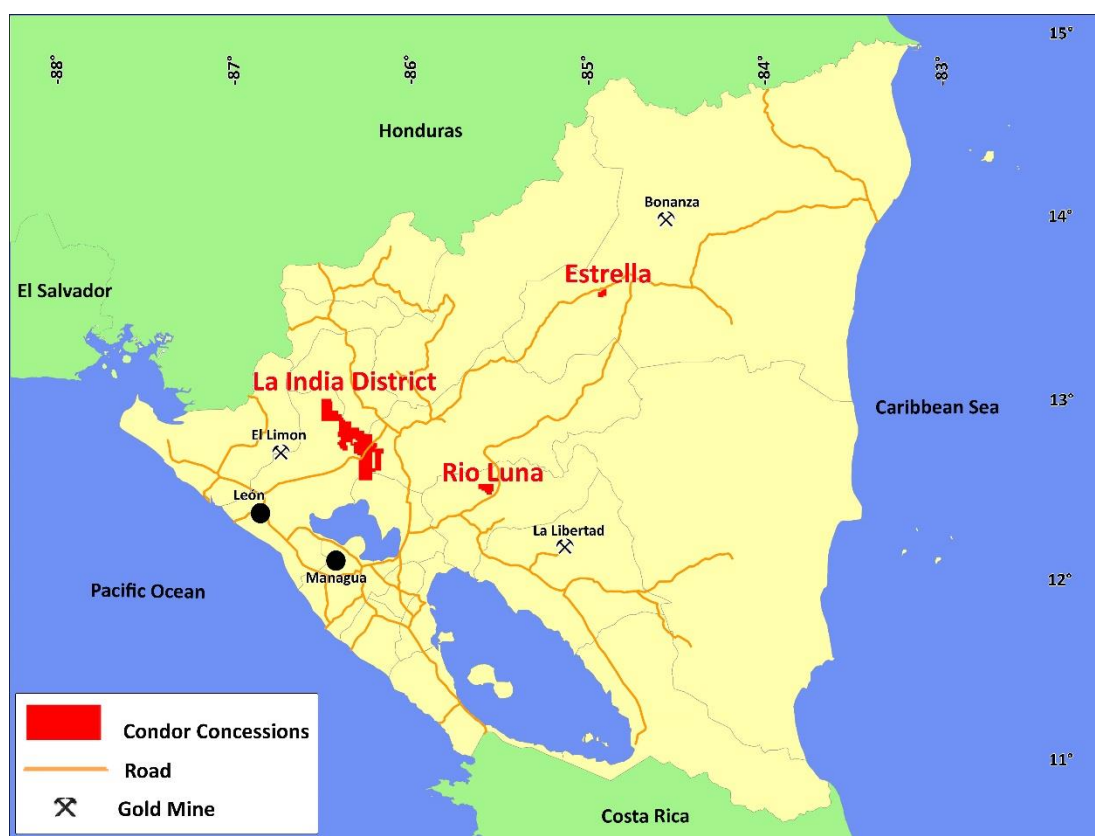 -88°
-87°
-86°
-85°
-84°
-83°
15°
Honduras
Bonanza
14°
Estrella
El Salvador
La India District
13°
Caribbean Sea
El Limon
Rio Luna
León
La Libertad
Managua
12°
Pacific Ocean
Condor Concessions
Road
11°
Gold Mine
Costa Rica